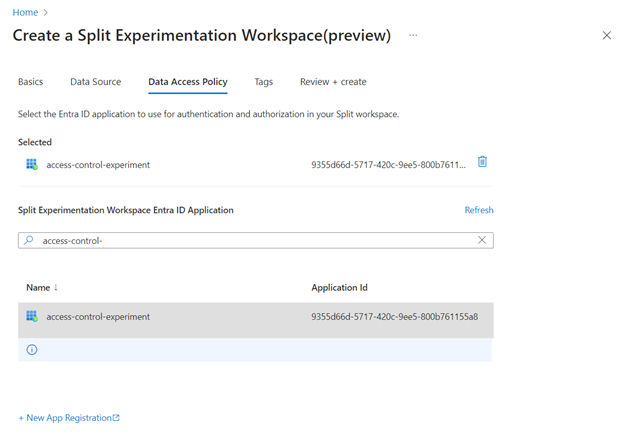 Home >
Create a Split Experimentation Workspace(preview) ...
Basics Data Source Data Access Policy Tags Review + create
Select the Entra ID application to use for authentication and authorization in your Split workspace.
Selected
access-control-experiment 9355d66d-5717-420c-9ee5-800b7611...
Split Experimentation Workspace Entra ID Application Refresh
access-control-
Name ↓ Application Id
access-control-experiment 9355d66d-5717-420c-9ee5-800b761155a8
+ New App Registration